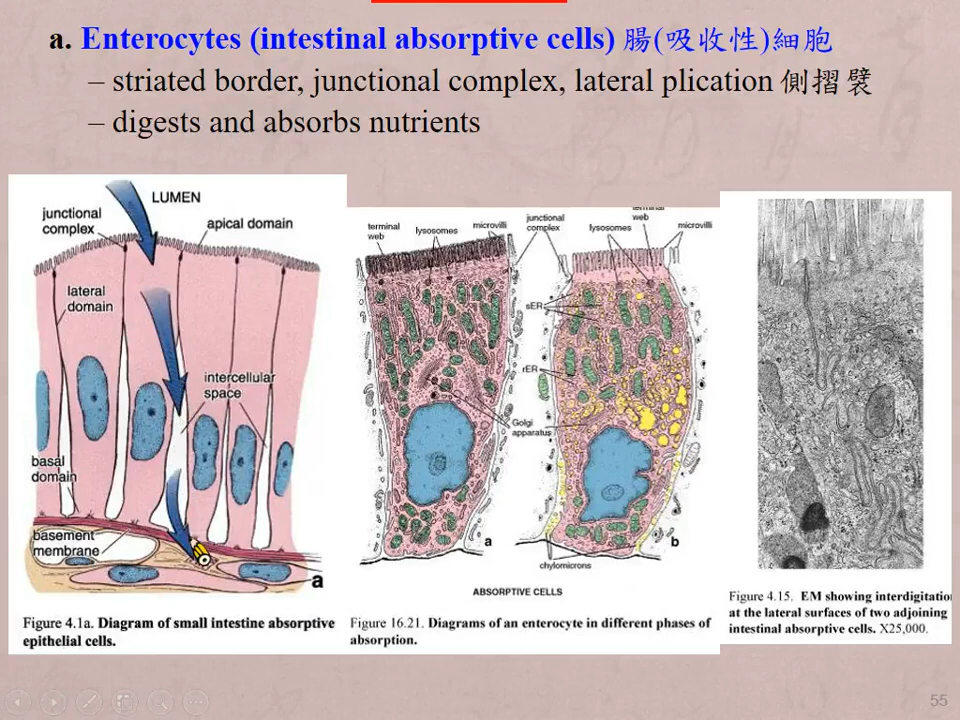 a. Enterocytes (intestinal absorptive cells) 腸(吸收性)細胞
– striated border, junctional complex, lateral plication 側摺襞
– digests and absorbs nutrients
LUMEN
junctional
complex
apical domain
lateral
domain
intercellular
space
basal
domain
basement
membrane
a
Figure 4.1a. Diagram of small intestine absorptive
epithelial cells.
terminal
web
lysosomes
microvilli
junctional
complex
lysosomes
web
microvilli
sER
rER
Golgi
apparatus
a
b
chylomicrons
ABSORPTIVE CELLS
Figure 16.21. Diagrams of an enterocyte in different phases of
absorption.
Figure 4.15. EM showing interdigitatio
at the lateral surfaces of two adjoining
intestinal absorptive cells. X25,000.
55